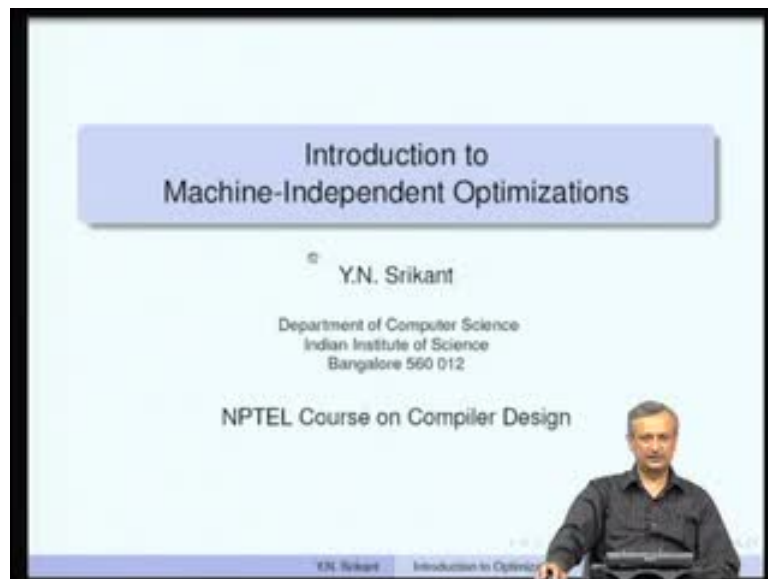 Introduction to
Machine-Independent Optimizations
©
Y.N. Srikant
Department of Computer Science
Indian Institute of Science
Bangalore 560 012
NPTEL Course on Compiler Design
Y.N. Srikant Introduction to